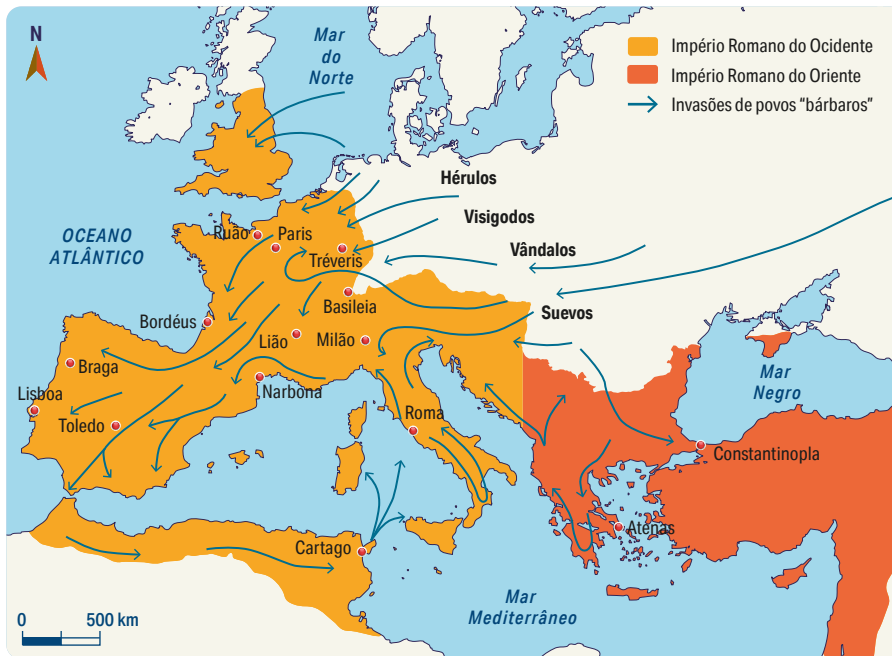 N
Mar
do
Norte
Império Romano do Ocidente
Império Romano do Oriente
Invasões de povos “bárbaros”
Hérulos
Visigodos
Vândalos
Suevos
OCEANO
ATLÂNTICO
Ruão
Paris
Tréveris
Basileia
Bordéus
Lião
Milão
Braga
Narbona
Lisboa
Toledo
Roma
Mar
Negro
Constantinopla
Atenas
Cartago
Mar
Mediterrâneo
0 500 km